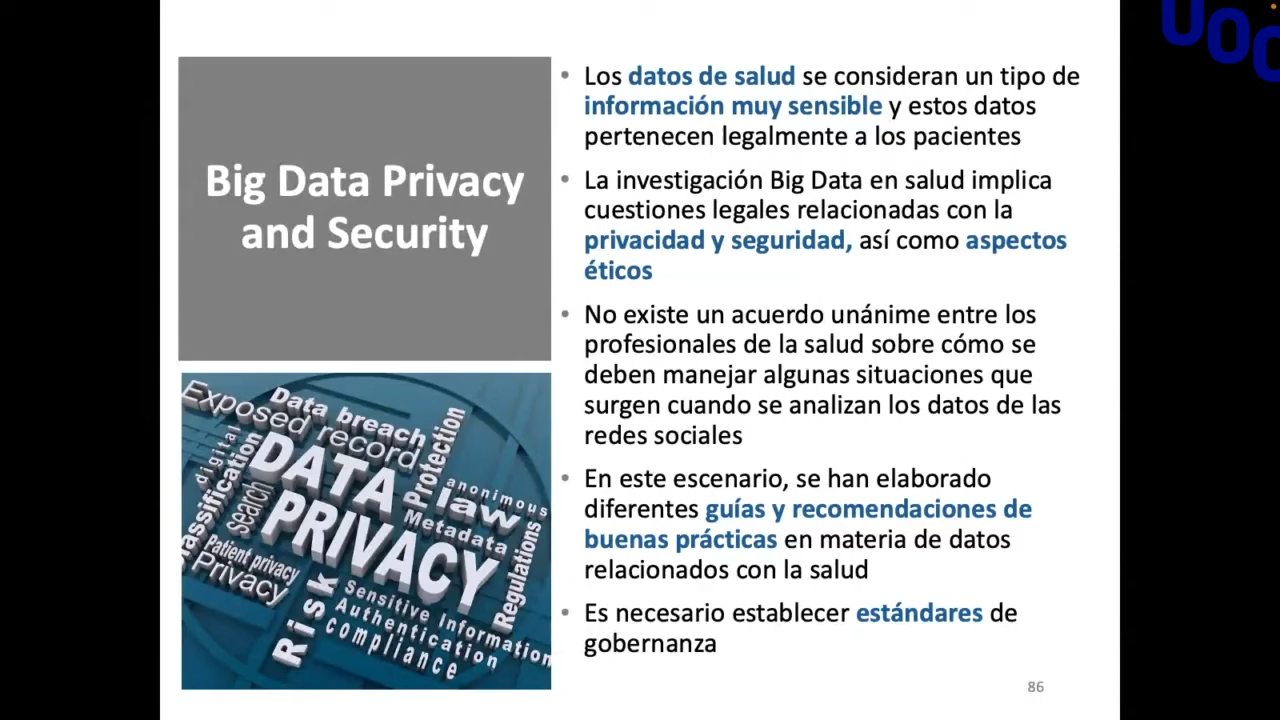 UOC
Big Data Privacy
and Security
• Los datos de salud se consideran un tipo de
información muy sensible y estos datos
pertenecen legalmente a los pacientes
• La investigación Big Data en salud implica
cuestiones legales relacionadas con la
privacidad y seguridad, así como aspectos
éticos
• No existe un acuerdo unánime entre los
profesionales de la salud sobre cómo se
deben manejar algunas situaciones que
surgen cuando se analizan los datos de las
redes sociales
• En este escenario, se han elaborado
diferentes guías y recomendaciones de
buenas prácticas en materia de datos
relacionados con la salud
• Es necesario establecer estándares de
gobernanza
Data breach
Exposed record
digital
Protection
DATA
anonymous
law
search
PRIVACY
Metadata
Regulations
Patient privacy
Privacy
Risk
Sensitive Information
Authentication
compliance
86